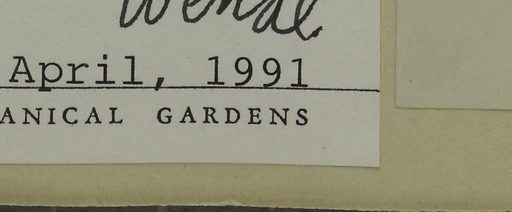 April, 1991
ANICAL GARDENS